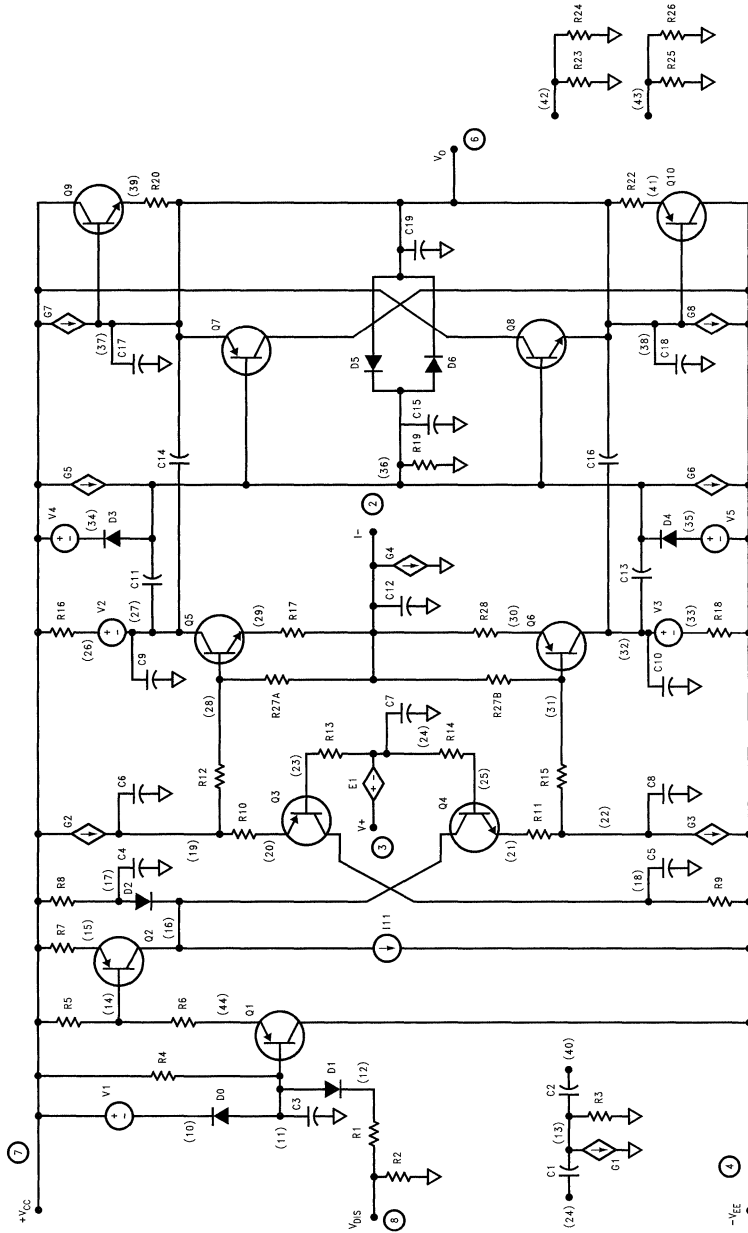 +VCC
7
V1
D0
(10)
(11)
C3
R4
D1
(12)
R1
R2
VDIS
8
R5
(14)
R6
(44)
Q1
R7
(15)
Q2
(16)
R8
(17)
C4
D2
I11
G2
C6
(19)
R10
(20)
Q3
R12
(23)
R13
E1
V+
3
C7
(24)
R14
(25)
Q4
(21)
R11
R15
(22)
C8
G3
(18)
C5
R9
R16
(26)
V2
(27)
C9
C11
Q5
(28)
(29)
R17
R27A
I-
2
C12
G4
R27B
R28
(30)
(31)
Q6
(32)
C10
C13
V3
(33)
R18
V4
(34)
D3
G5
C14
(36)
R19
C15
C16
D4
(35)
V5
G6
G7
(37)
C17
Q7
D5
D6
C19
Q8
(38)
C18
G8
Q9
(39)
R20
VO
6
R22
(41)
Q10
(42)
R23
R24
(43)
R25
R26
(24)
C1
(13)
G1
R3
C2
(40)
4
-VEE